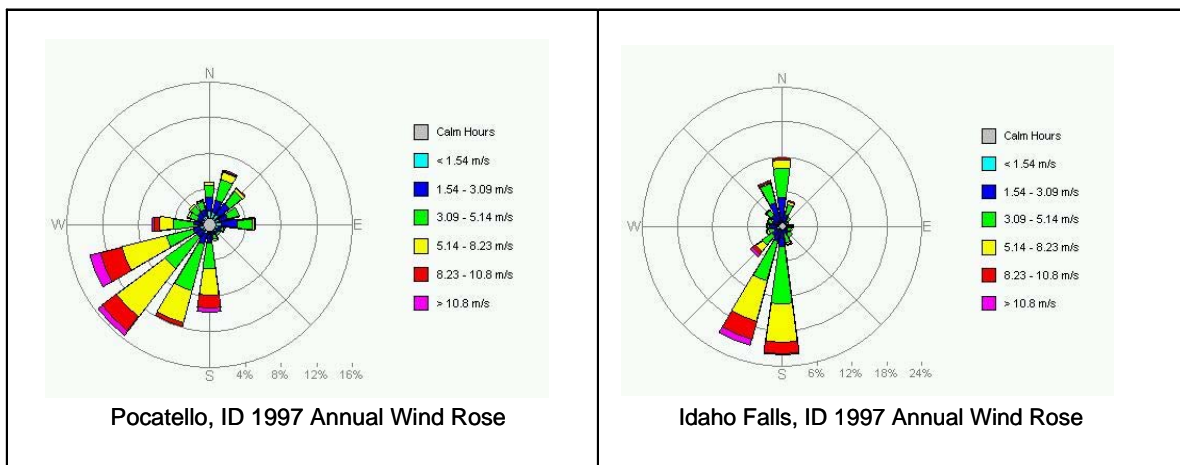 N
W
E
S
4% 8% 12% 16%
Calm Hours
< 1.54 m/s
1.54 - 3.09 m/s
3.09 - 5.14 m/s
5.14 - 8.23 m/s
8.23 - 10.8 m/s
> 10.8 m/s
Pocatello, ID 1997 Annual Wind Rose
N
W
E
S
6% 12% 18% 24%
Calm Hours
< 1.54 m/s
1.54 - 3.09 m/s
3.09 - 5.14 m/s
5.14 - 8.23 m/s
8.23 - 10.8 m/s
> 10.8 m/s
Idaho Falls, ID 1997 Annual Wind Rose